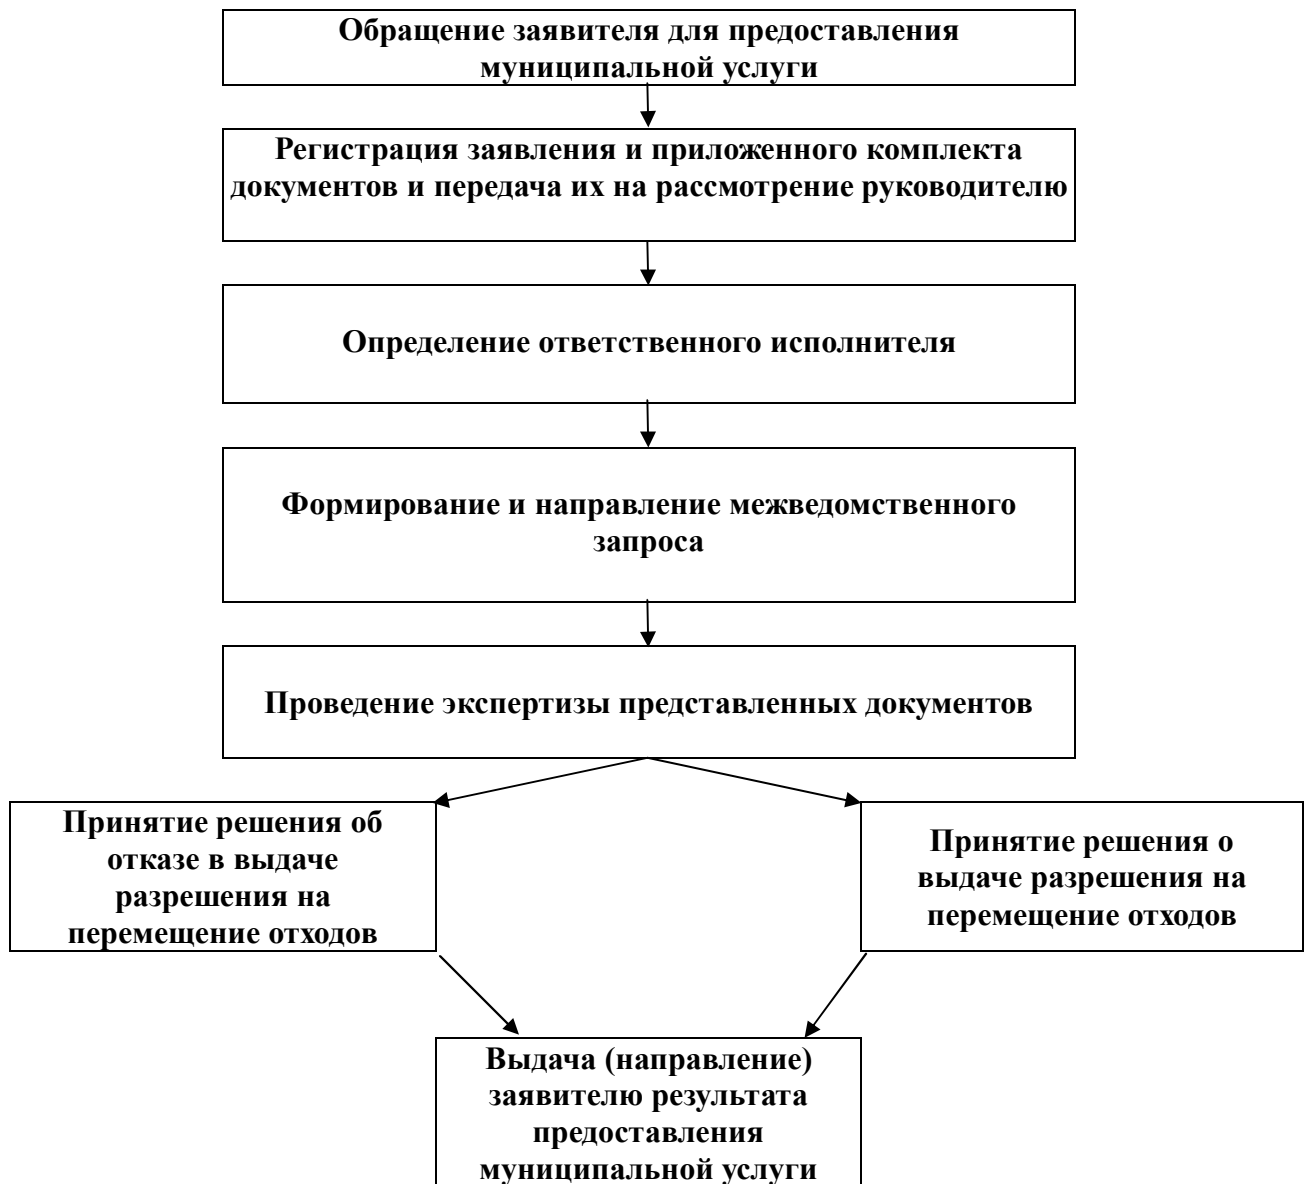 Обращение заявителя для предоставления
муниципальной услуги
Регистрация заявления и приложенного комплекта
документов и передача их на рассмотрение руководителю
Определение ответственного исполнителя
Формирование и направление межведомственного
запроса
Проведение экспертизы представленных документов
Принятие решения об
отказе в выдаче
разрешения на
перемещение отходов
Принятие решения о
выдаче разрешения на
перемещение отходов
Выдача (направление)
заявителю результата
предоставления
муниципальной услуги